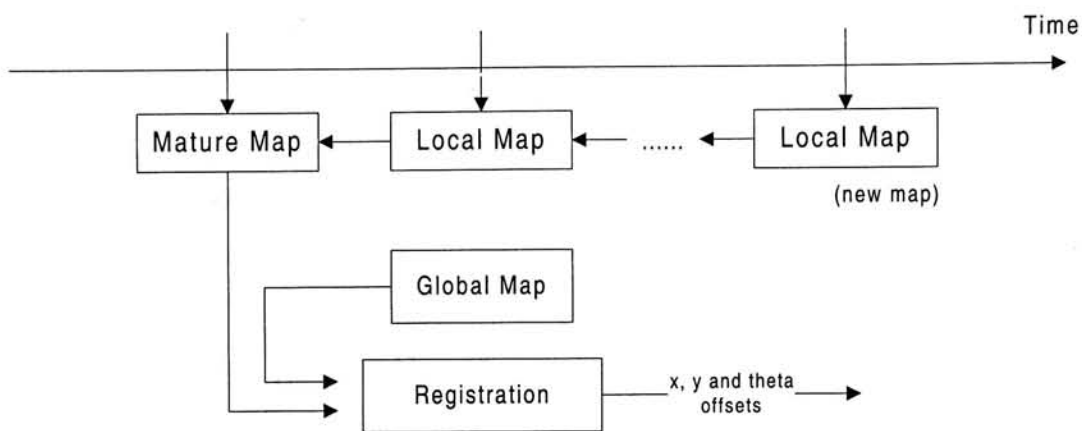 Time
Mature Map
Local Map
......
Local Map
(new map)
Global Map
Registration
x, y and theta
offsets